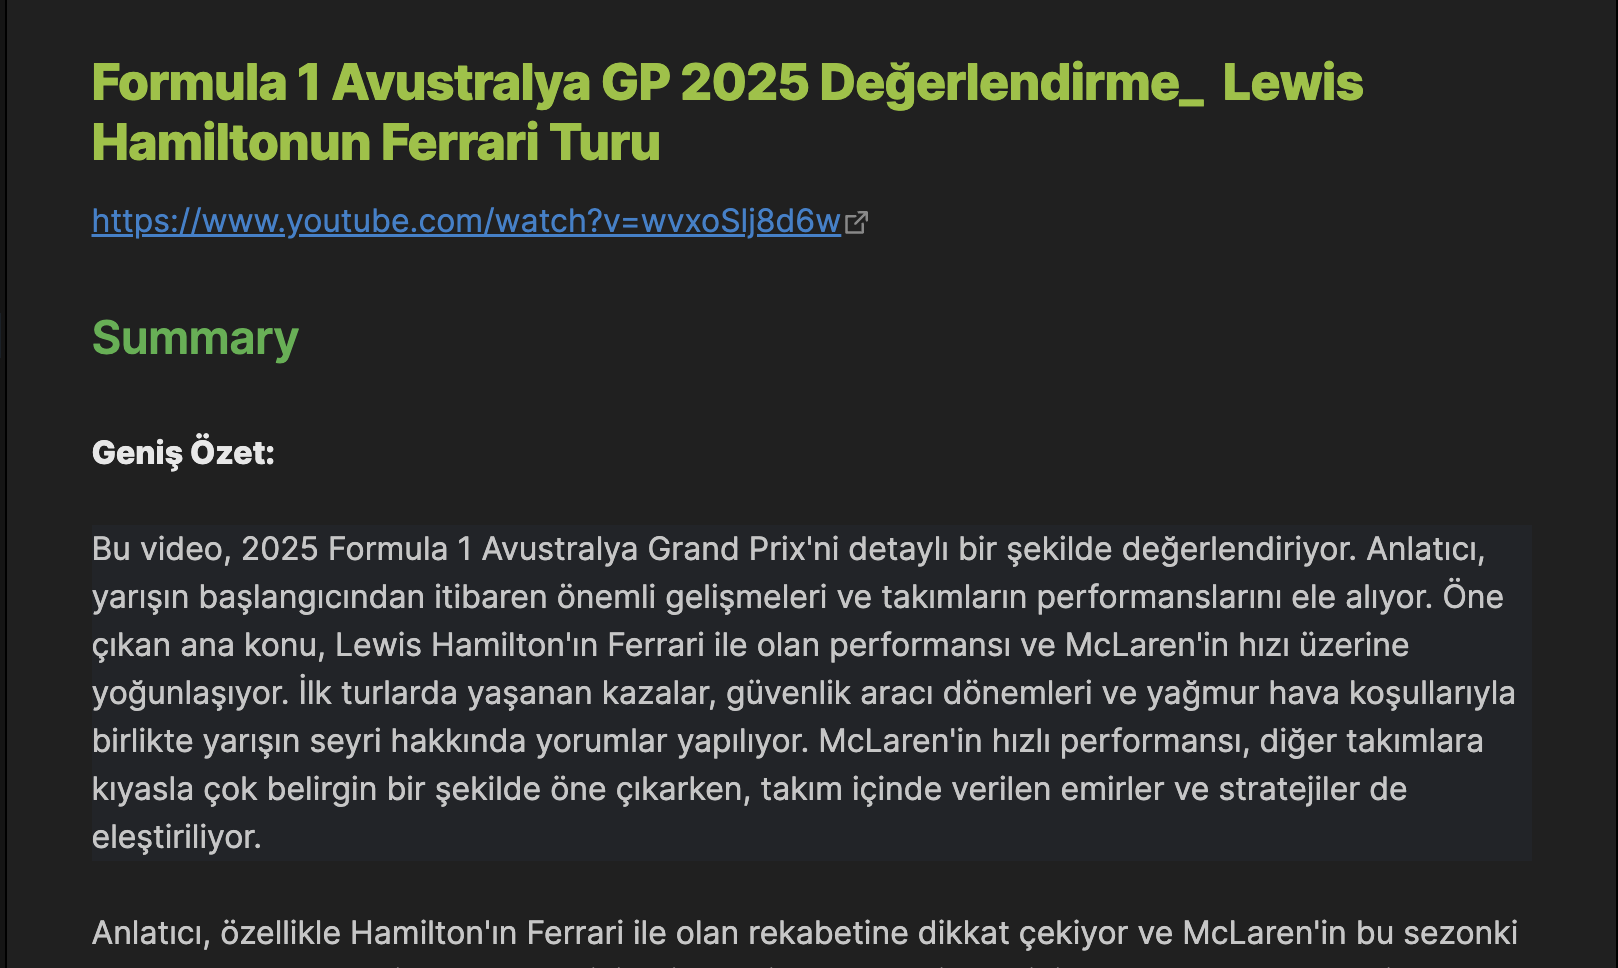 Formula 1 Avustralya GP 2025 Değerlendirme_ Lewis
Hamiltonun Ferrari Turu
https://www.youtube.com/watch?v=wvxoSlj8d6w
Summary
Geniş Özet:
Bu video, 2025 Formula 1 Avustralya Grand Prix'ni detaylı bir şekilde değerlendiriyor. Anlatıcı,
yarışın başlangıcından itibaren önemli gelişmeleri ve takımların performanslarını ele alıyor. Öne
çıkan ana konu, Lewis Hamilton'ın Ferrari ile olan performansı ve McLaren'in hızı üzerine
yoğunlaşıyor. İlk turlarda yaşanan kazalar, güvenlik aracı dönemleri ve yağmur hava koşullarıyla
birlikte yarışın seyri hakkında yorumlar yapılıyor. McLaren'in hızlı performansı, diğer takımlara
kıyasla çok belirgin bir şekilde öne çıkarken, takım içinde verilen emirler ve stratejiler de
eleştiriliyor.
Anlatıcı, özellikle Hamilton'ın Ferrari ile olan rekabetine dikkat çekiyor ve McLaren'in bu sezonki